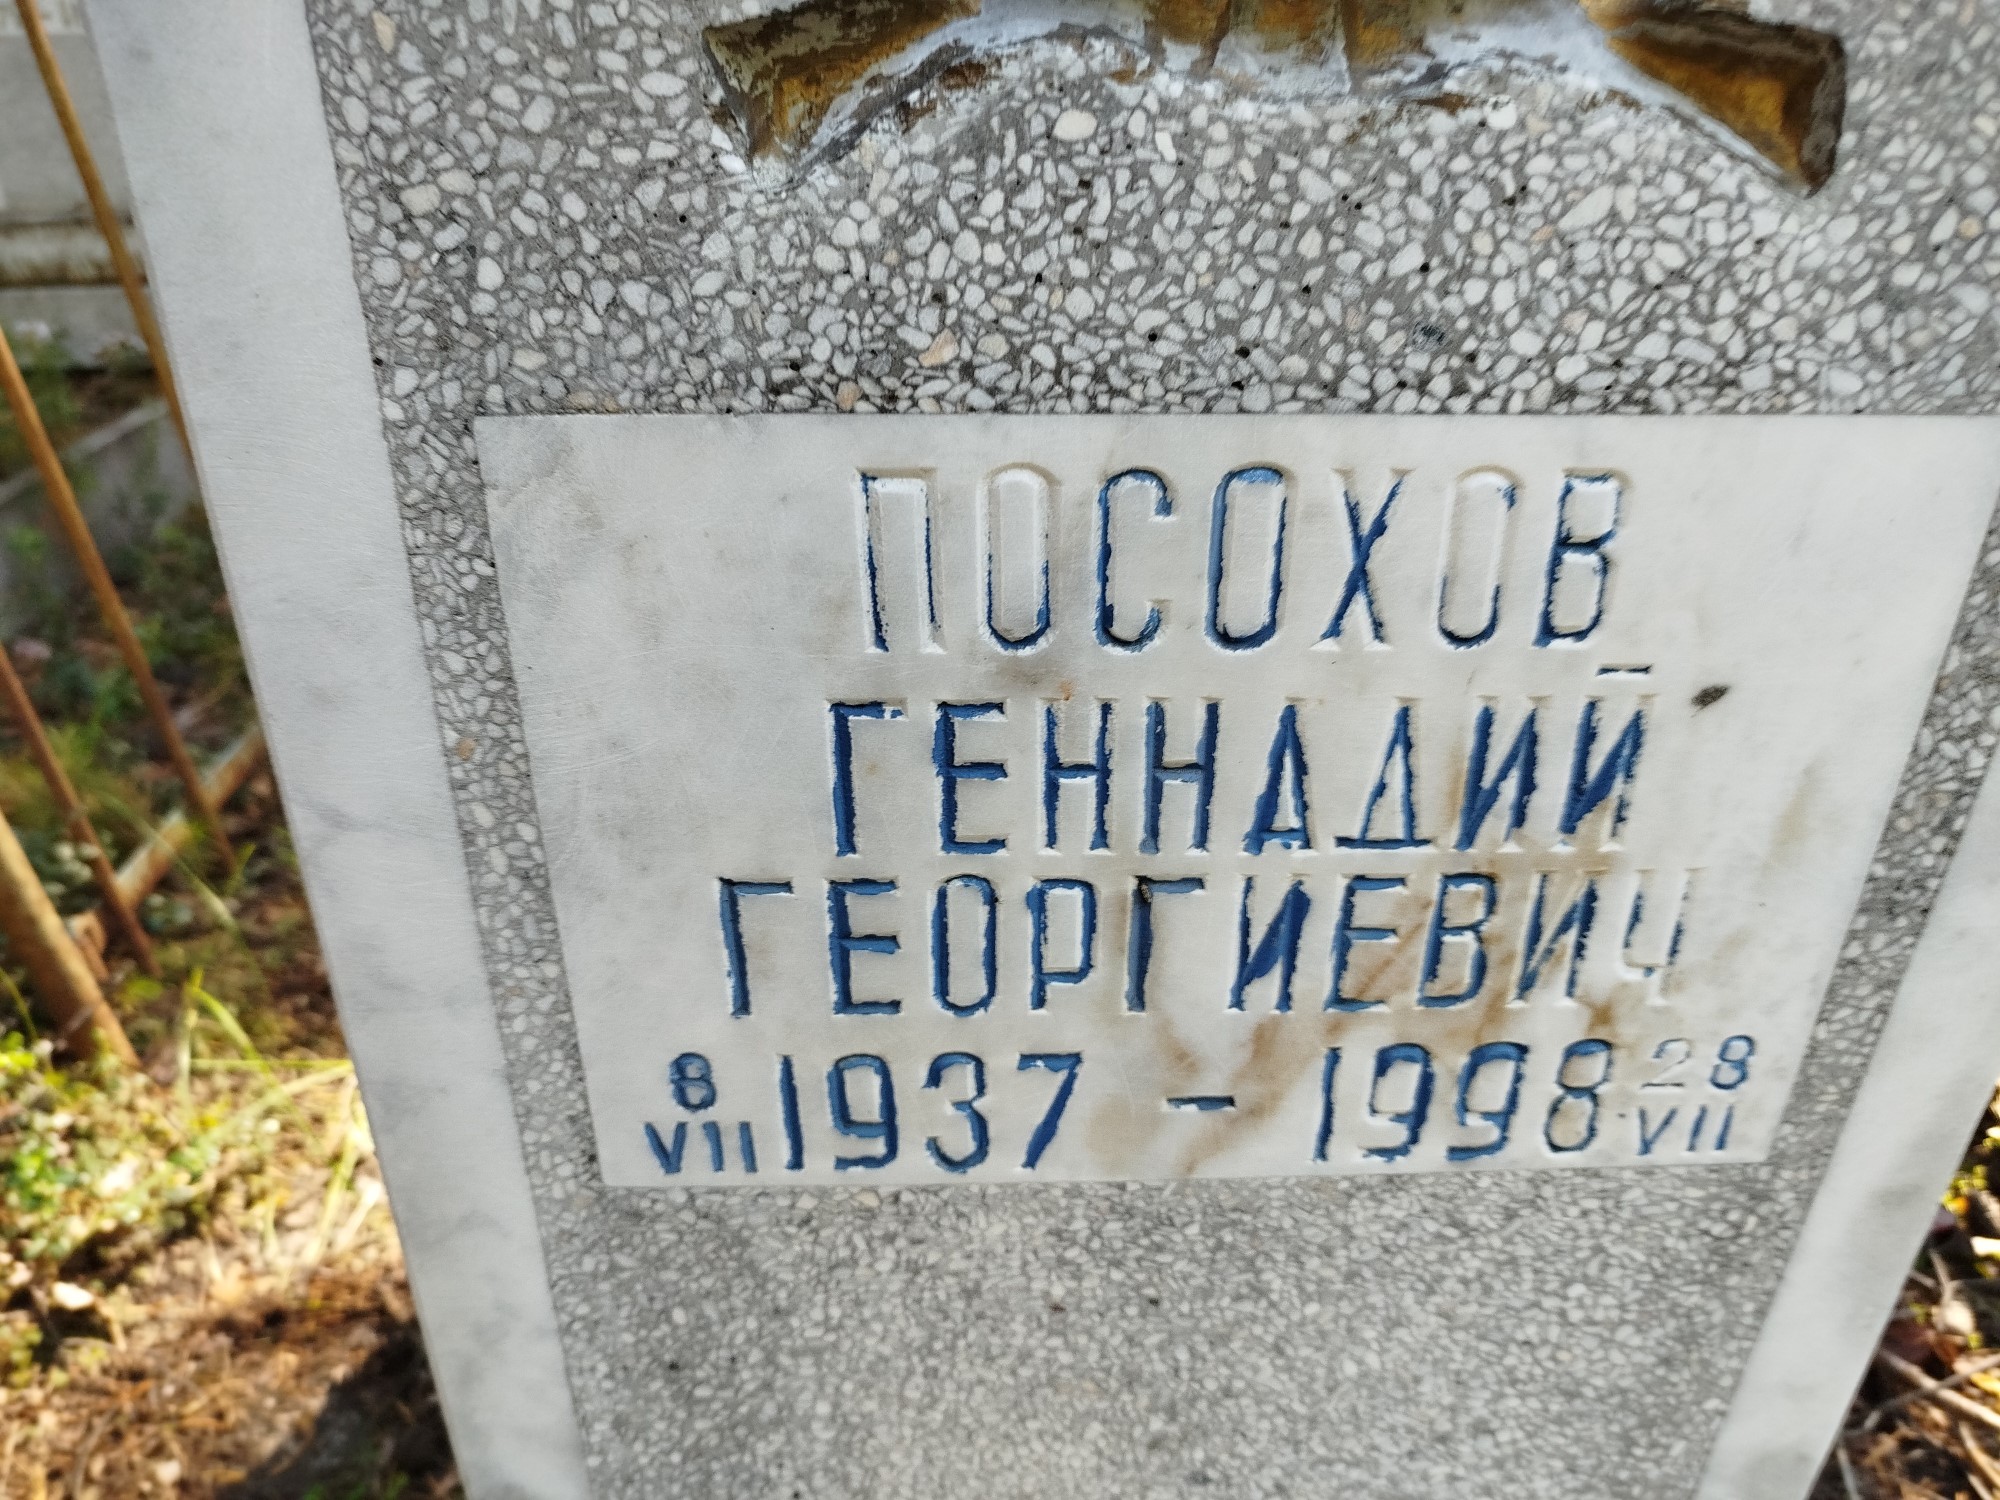 ПОСОХОВ
ГЕННАДИЙ
ГЕОРГИЕВИЧ
8 VII 1937 - 1998 28 VII